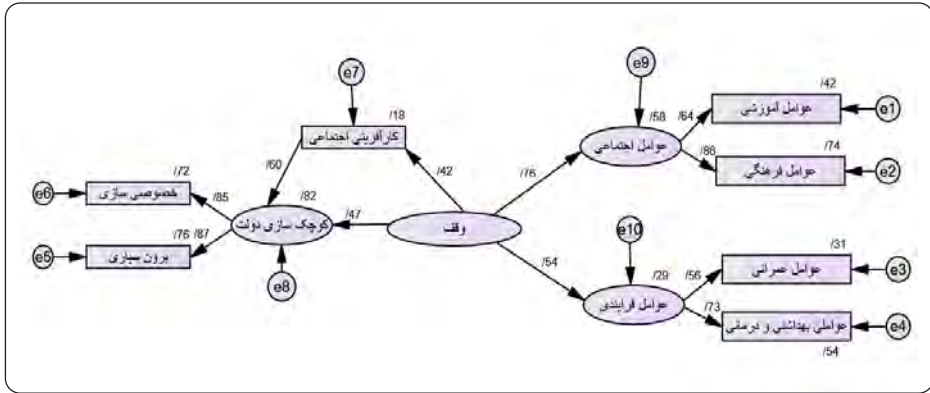 e9
e7
/42
e1
عوامل آموزشی
/64
/58
عوامل اجتماعی
/18
کارآفرینی اجتماعی
/74
e2
عوامل فرهنگی
/86
/76
/42
/60
/72
e6
خصوصی سازی
/85
/82
کوچک سازی دولت
/47
وقف
e10
/76
/87
e5
برون سپاری
e8
/54
/29
عوامل فرایندی
/31
e3
عوامل عمرانی
/56
/73
e4
عواملی بهداشتی و درمانی
/54